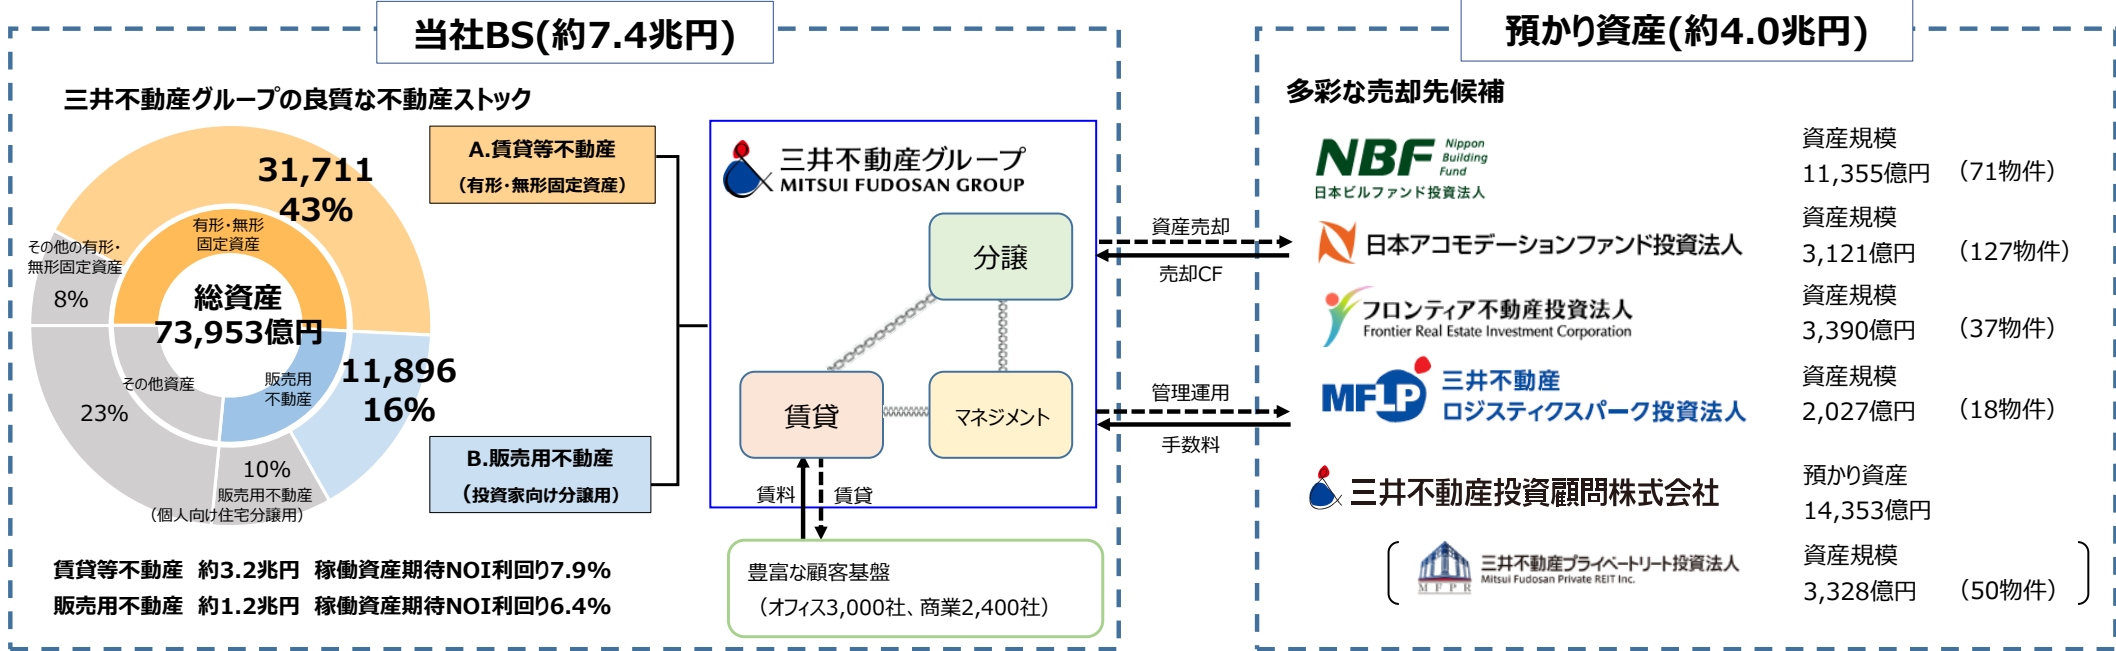 当社BS(約7.4兆円)
三井不動産グループの良質な不動産ストック
31,711
43%
有形・無形
固定資産
その他の有形・
無形固定資産
8%
総資産
73,953億円
その他資産
23%
販売用
不動産
11,896
16%
10%
販売用不動産
（個人向け住宅分譲用）
A.賃貸等不動産
（有形・無形固定資産）
B.販売用不動産
（投資家向け分譲用）
賃貸等不動産 約3.2兆円 稼働資産期待NOI利回り7.9%
販売用不動産 約1.2兆円 稼働資産期待NOI利回り6.4%
三井不動産グループ
MITSUI FUDOSAN GROUP
分譲
賃貸
マネジメント
賃料
賃貸
豊富な顧客基盤
（オフィス3,000社、商業2,400社）
資産売却
売却CF
管理運用
手数料
預かり資産(約4.0兆円)
多彩な売却先候補
NBF Nippon
Building
Fund
日本ビルファンド投資法人
資産規模
11,355億円 （71物件）
日本アコモデーションファンド投資法人
資産規模
3,121億円 （127物件）
フロンティア不動産投資法人
Frontier Real Estate Investment Corporation
資産規模
3,390億円 （37物件）
MFLP
三井不動産
ロジスティクスパーク投資法人
資産規模
2,027億円 （18物件）
三井不動産投資顧問株式会社
預かり資産
14,353億円
MFPR
三井不動産プライベートリート投資法人
Mitsui Fudosan Private REIT Inc.
資産規模
3,328億円 （50物件）